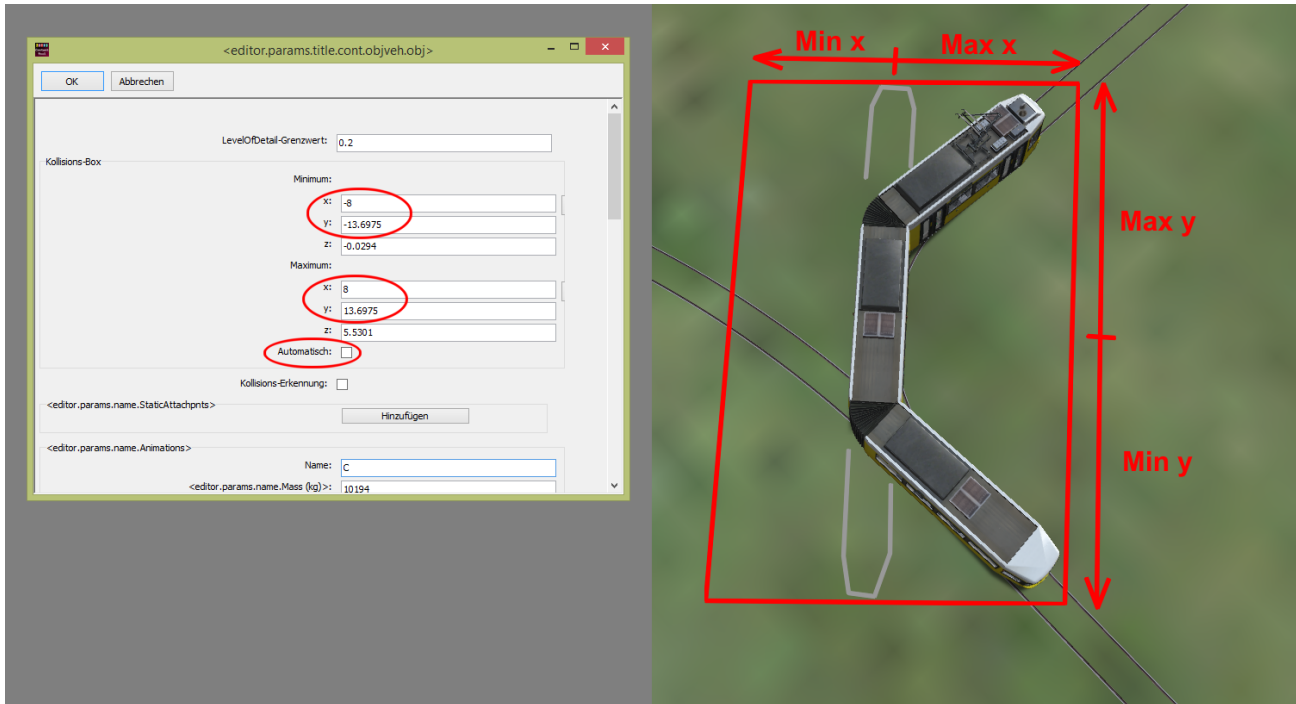 <editor.params.title.cont.objveh.obj>
OK Abbrechen
LevelOfDetail-Grenzwert: 0.2
Kollisions-Box
Minimum:
x: -8
y: -13.6975
z: -0.0294
Maximum:
x: 8
y: 13.6975
z: 5.5301
Automatisch:
Kollisions-Erkennung:
<editor.params.name.StaticAttachpnts>
Hinzufügen
<editor.params.name.Animations>
Name: C
<editor.params.name.Mass (kg)>: 10194
Min x Max x
Max y
Min y